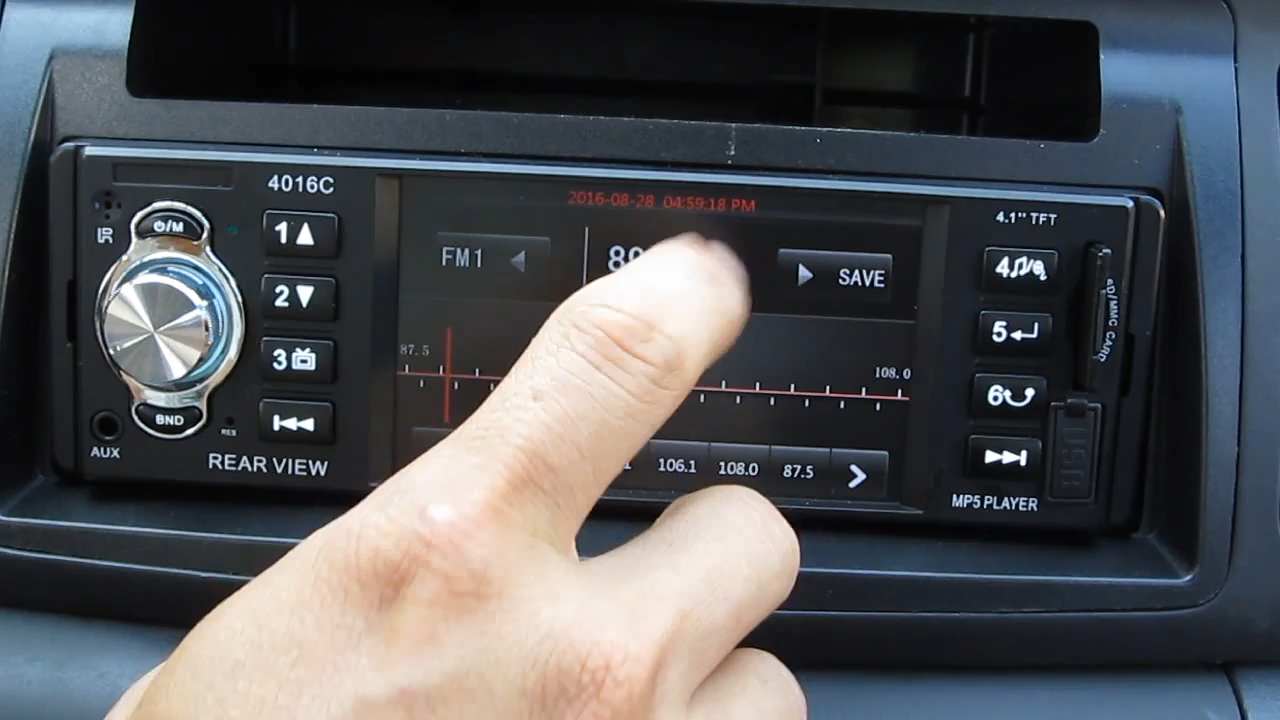 4016C
2016-08-28 04:59:18 PM
4.1" TFT
IR
⏻/M
1▲
FM1 ◀
▶ SAVE
4
2▼
3
87.5
108.0
5
6
BND
RES
AUX
REAR VIEW
106.1 108.0 87.5 >
SD/MMC CARD
USB
MP5 PLAYER